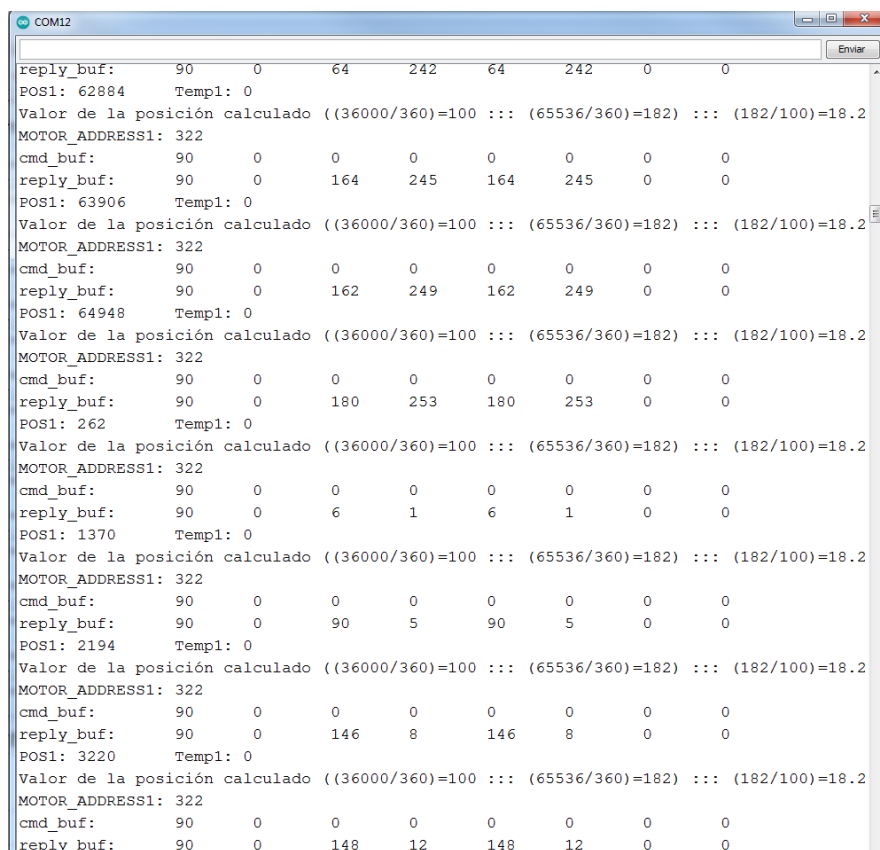 COM12
Enviar
reply_buf: 90 0 64 242 64 242 0 0
POS1: 62884 Temp1: 0
Valor de la posición calculado ((36000/360)=100 ::: (65536/360)=182) ::: (182/100)=18.2
MOTOR_ADDRESS1: 322
cmd_buf: 90 0 0 0 0 0 0 0
reply_buf: 90 0 164 245 164 245 0 0
POS1: 63906 Temp1: 0
Valor de la posición calculado ((36000/360)=100 ::: (65536/360)=182) ::: (182/100)=18.2
MOTOR_ADDRESS1: 322
cmd_buf: 90 0 0 0 0 0 0 0
reply_buf: 90 0 162 249 162 249 0 0
POS1: 64948 Temp1: 0
Valor de la posición calculado ((36000/360)=100 ::: (65536/360)=182) ::: (182/100)=18.2
MOTOR_ADDRESS1: 322
cmd_buf: 90 0 0 0 0 0 0 0
reply_buf: 90 0 180 253 180 253 0 0
POS1: 262 Temp1: 0
Valor de la posición calculado ((36000/360)=100 ::: (65536/360)=182) ::: (182/100)=18.2
MOTOR_ADDRESS1: 322
cmd_buf: 90 0 0 0 0 0 0 0
reply_buf: 90 0 6 1 6 1 0 0
POS1: 1370 Temp1: 0
Valor de la posición calculado ((36000/360)=100 ::: (65536/360)=182) ::: (182/100)=18.2
MOTOR_ADDRESS1: 322
cmd_buf: 90 0 0 0 0 0 0 0
reply_buf: 90 0 90 5 90 5 0 0
POS1: 2194 Temp1: 0
Valor de la posición calculado ((36000/360)=100 ::: (65536/360)=182) ::: (182/100)=18.2
MOTOR_ADDRESS1: 322
cmd_buf: 90 0 0 0 0 0 0 0
reply_buf: 90 0 146 8 146 8 0 0
POS1: 3220 Temp1: 0
Valor de la posición calculado ((36000/360)=100 ::: (65536/360)=182) ::: (182/100)=18.2
MOTOR_ADDRESS1: 322
cmd_buf: 90 0 0 0 0 0 0 0
reply_buf: 90 0 148 12 148 12 0 0